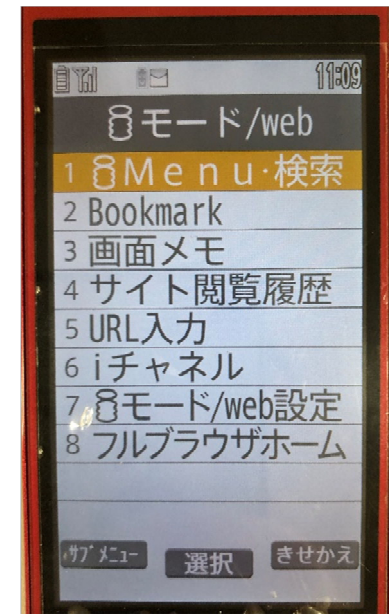 11:09
iモード/web
1 iMenu·検索
2 Bookmark
3 画面メモ
4 サイト閲覧履歴
5 URL入力
6 iチャネル
7 iモード/web設定
8 フルブラウザホーム
サブメニュー 選択 きせかえ